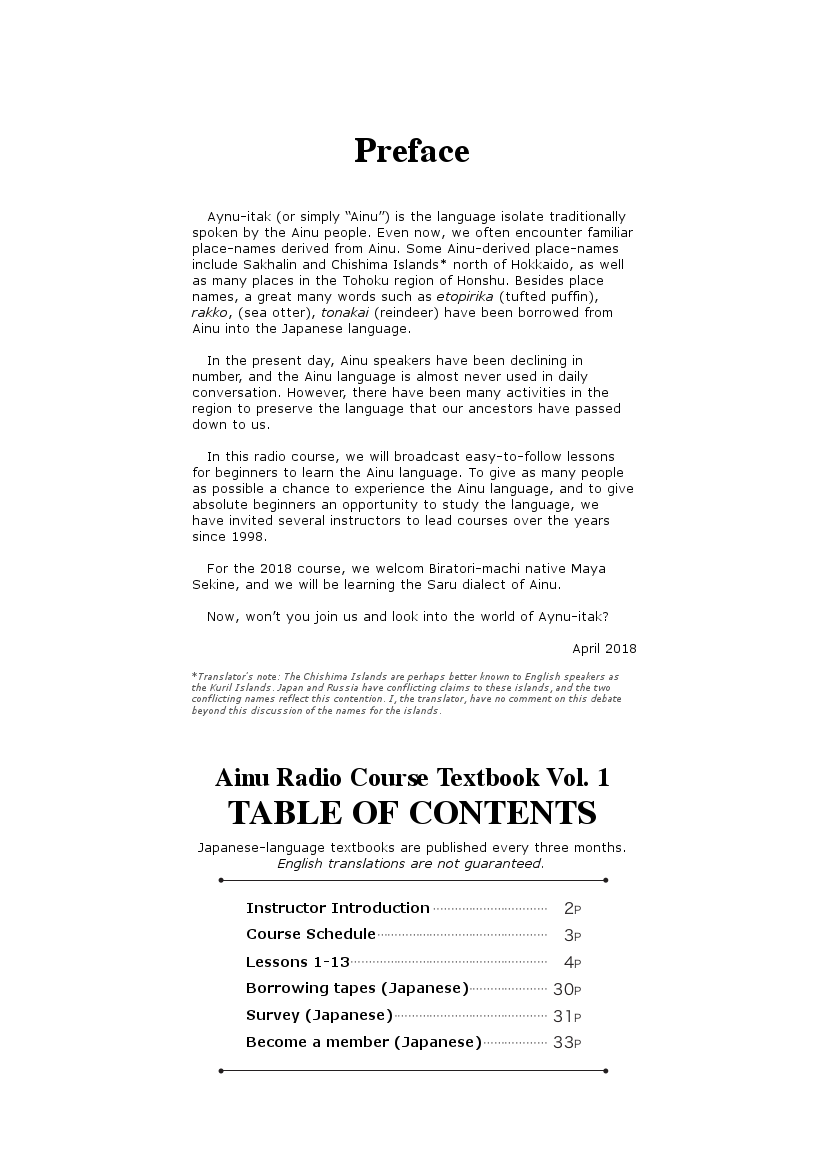 Preface
Aynu-itak (or simply “Ainu”) is the language isolate traditionally
spoken by the Ainu people. Even now, we often encounter familiar
place-names derived from Ainu. Some Ainu-derived place-names
include Sakhalin and Chishima Islands* north of Hokkaido, as well
as many places in the Tohoku region of Honshu. Besides place
names, a great many words such as etopirika (tufted puffin),
rakko, (sea otter), tonakai (reindeer) have been borrowed from
Ainu into the Japanese language.
In the present day, Ainu speakers have been declining in
number, and the Ainu language is almost never used in daily
conversation. However, there have been many activities in the
region to preserve the language that our ancestors have passed
down to us.
In this radio course, we will broadcast easy-to-follow lessons
for beginners to learn the Ainu language. To give as many people
as possible a chance to experience the Ainu language, and to give
absolute beginners an opportunity to study the language, we
have invited several instructors to lead courses over the years
since 1998.
For the 2018 course, we welcom Biratori-machi native Maya
Sekine, and we will be learning the Saru dialect of Ainu.
Now, won’t you join us and look into the world of Aynu-itak?
April 2018
*Translator's note: The Chishima Islands are perhaps better known to English speakers as
the Kuril Islands. Japan and Russia have conflicting claims to these islands, and the two
conflicting names reflect this contention. I, the translator, have no comment on this debate
beyond this discussion of the names for the islands.
Ainu Radio Course Textbook Vol. 1
TABLE OF CONTENTS
Japanese-language textbooks are published every three months.
English translations are not guaranteed.
Instructor Introduction 2P
Course Schedule 3P
Lessons 1-13 4P
Borrowing tapes (Japanese) 30P
Survey (Japanese) 31P
Become a member (Japanese) 33P